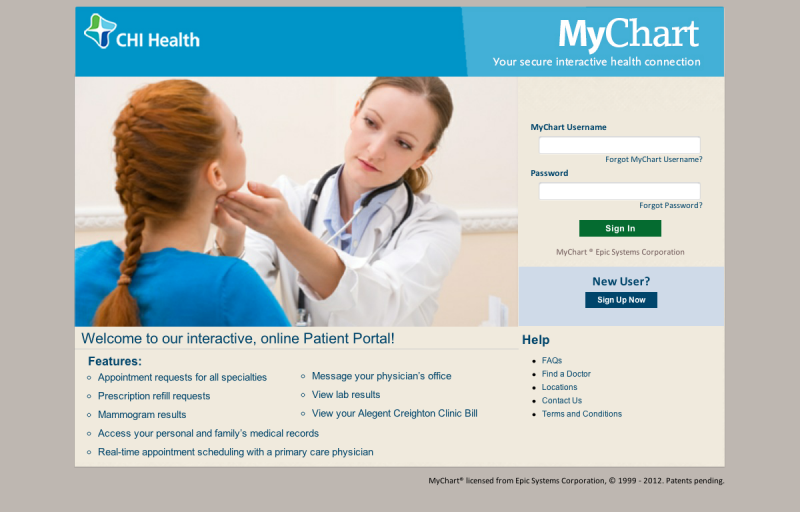 CHI Health
MyChart
Your secure interactive health connection
MyChart Username
Forgot MyChart Username?
Password
Forgot Password?
Sign In
MyChart ® Epic Systems Corporation
New User?
Sign Up Now
Welcome to our interactive, online Patient Portal!
Features:
Appointment requests for all specialties
Prescription refill requests
Mammogram results
Access your personal and family's medical records
Real-time appointment scheduling with a primary care physician
Message your physician's office
View lab results
View your Alegent Creighton Clinic Bill
Help
FAQs
Find a Doctor
Locations
Contact Us
Terms and Conditions
MyChart® licensed from Epic Systems Corporation, © 1999 - 2012. Patents pending.